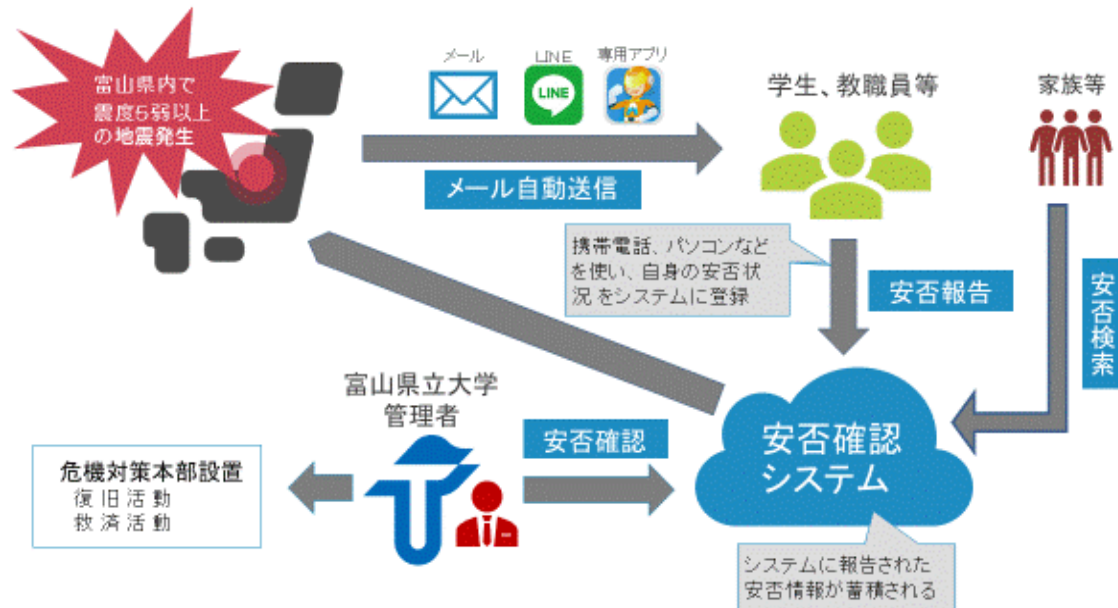 富山県内で
震度5弱以上
の地震発生
メール
LINE
専用アプリ
LINE
メール自動送信
学生、教職員等
家族等
携帯電話、パソコンなど
を使い、自身の安否状
況をシステムに登録
安否報告
安否検索
富山県立大学
管理者
安否確認
安否確認
システム
危機対策本部設置
復旧活動
救済活動
システムに報告された
安否情報が蓄積される